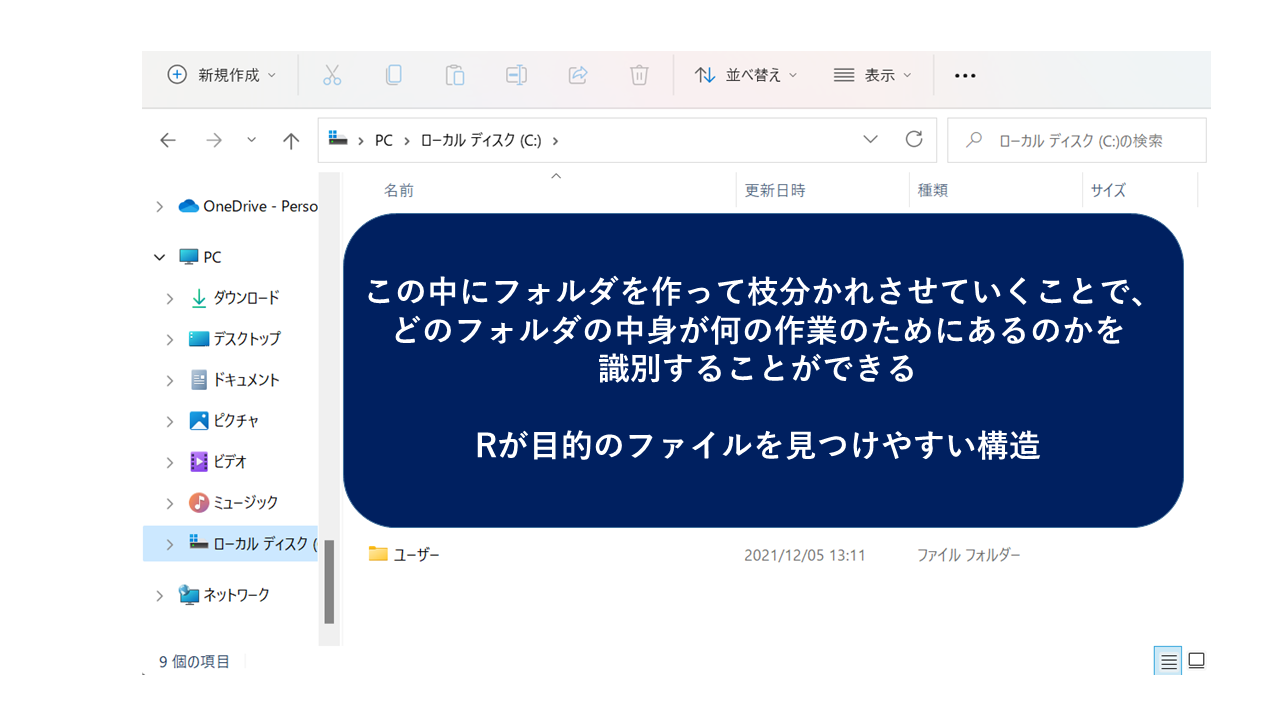 新規作成
並べ替え
表示
PC
ローカル ディスク (C:)
ローカル ディスク (C:)の検索
名前
更新日時
種類
サイズ
OneDrive - Perso
PC
ダウンロード
デスクトップ
ドキュメント
ピクチャ
ビデオ
ミュージック
ローカル ディスク (
ネットワーク
この中にフォルダを作って枝分かれさせていくことで、
どのフォルダの中身が何の作業のためにあるのかを
識別することができる
Rが目的のファイルを見つけやすい構造
ユーザー
2021/12/05 13:11
ファイル フォルダー
9 個の項目